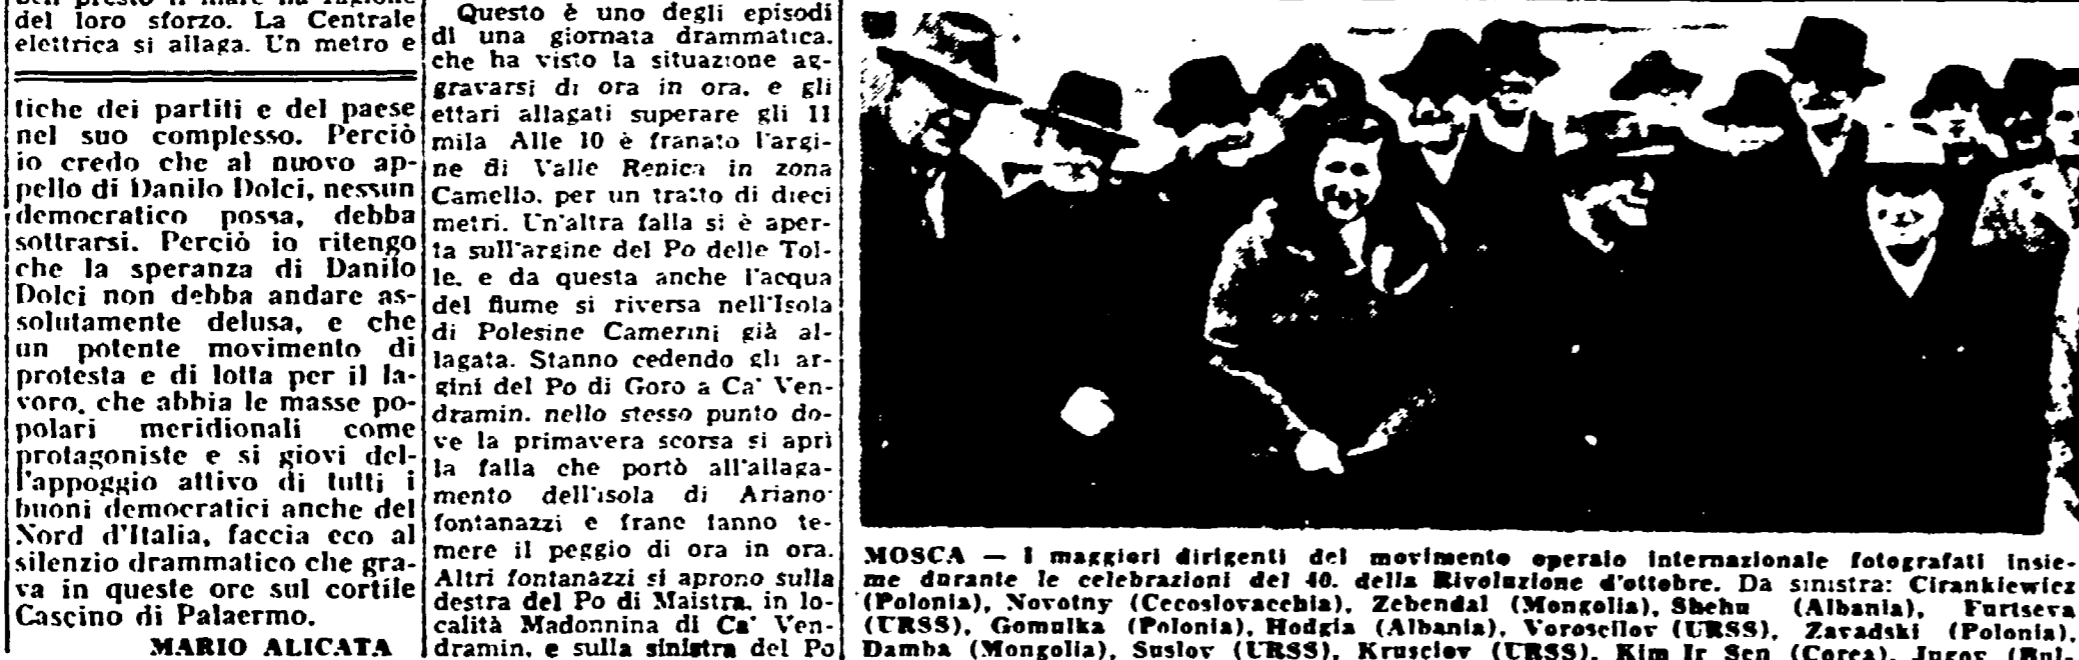 del loro sforzo. La Centrale
elettrica si allaga. Un metro e
tiche dei partiti e del paese
nel suo complesso. Perciò
io credo che al nuovo ap-
pello di Danilo Dolci, nessun
democratico possa, debba
sottrarsi. Perciò io ritengo
che la speranza di Danilo
Dolci non debba andare as-
solutamente delusa, e che
un potente movimento di
protesta e di lotta per il la-
voro, che abbia le masse po-
polari meridionali come
protagoniste e si giovi del-
l'appoggio attivo di tutti i
buoni democratici anche del
Nord d'Italia, faccia eco al
silenzio drammatico che gra-
va in queste ore sul cortile
Cascino di Palaermo.
MARIO ALICATA
Questo è uno degli episodi
di una giornata drammatica.
che ha visto la situazione ag-
gravarsi di ora in ora. e gli
ettari allagati superare gli 11
mila Alle 10 è franato l'argi-
ne di Valle Renica in zona
Camello. per un tratto di dieci
metri. Un'altra falla si è aper-
ta sull'argine del Po delle Tol-
le. e da questa anche l'acqua
del fiume si riversa nell'Isola
di Polesine Camerini già al-
lagata. Stanno cedendo gli ar-
gini del Po di Goro a Ca' Ven-
dramin. nello stesso punto do-
ve la primavera scorsa si aprì
la falla che portò all'allaga-
mento dell'isola di Ariano
fontanazzi e frane fanno te-
mere il peggio di ora in ora.
Altri fontanazzi si aprono sulla
destra del Po di Maistra, in lo-
calità Madonnina di Ca' Ven-
dramin, e sulla sinistra del Po
MOSCA — I maggiori dirigenti del movimento operaio internazionale fotografati insie-
me durante le celebrazioni del 40. della Rivoluzione d'ottobre. Da sinistra: Cirankiewicz
(Polonia), Novotny (Cecoslovacchia), Zebendal (Mongolia), Shehu (Albania), Furtseva
(URSS), Gomulka (Polonia), Hodgia (Albania), Voroscilov (URSS), Zavadski (Polonia),
Damba (Mongolia), Suslov (URSS), Krusciov (URSS), Kim Ir Sen (Corea), Jugov (Bul-